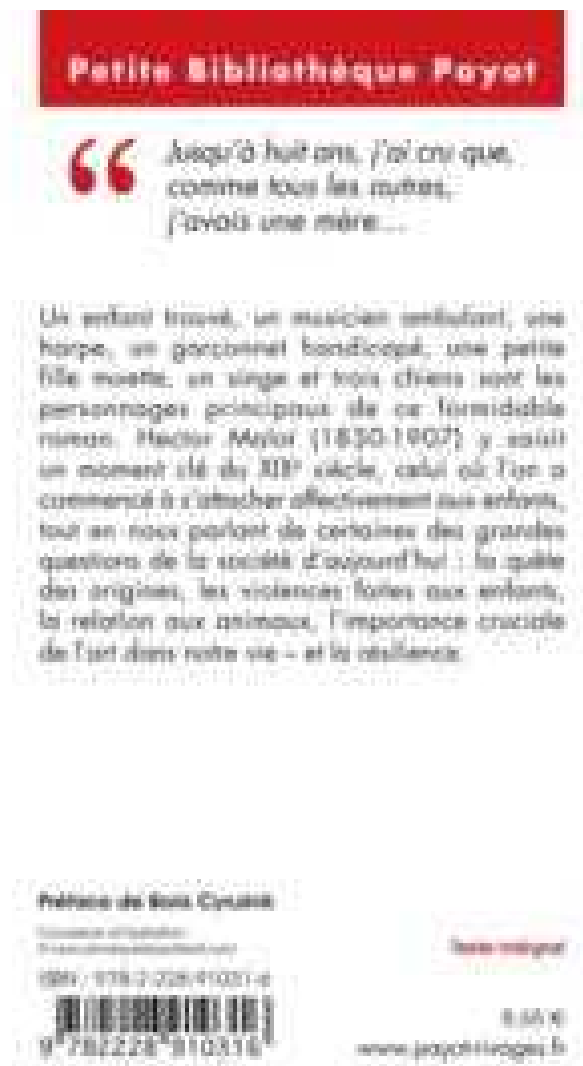 Petite Bibliothèque Payot
“
Jusqu'à huit ans, j'ai cru que,
comme tous les autres,
j'avais une mère...
Un enfant trouvé, un musicien ambulant, une
harpe, un garçonnet handicapé, une petite
fille muette, un singe et trois chiens sont les
personnages principaux de ce formidable
roman. Hector Malot (1830-1907) y saisit
un moment clé du XIXᵉ siècle, celui où l'on a
commencé à s'attacher affectivement aux enfants,
tout en nous parlant de certaines des grandes
questions de la société d'aujourd'hui : la quête
des origines, les violences faites aux enfants,
la relation aux animaux, l'importance cruciale
de l'art dans notre vie – et la résilience.
Préface de Boris Cyrulnik
Texte intégral
ISBN : 978-2-228-91031-6
9 782228 910316
www.payot-rivages.fr